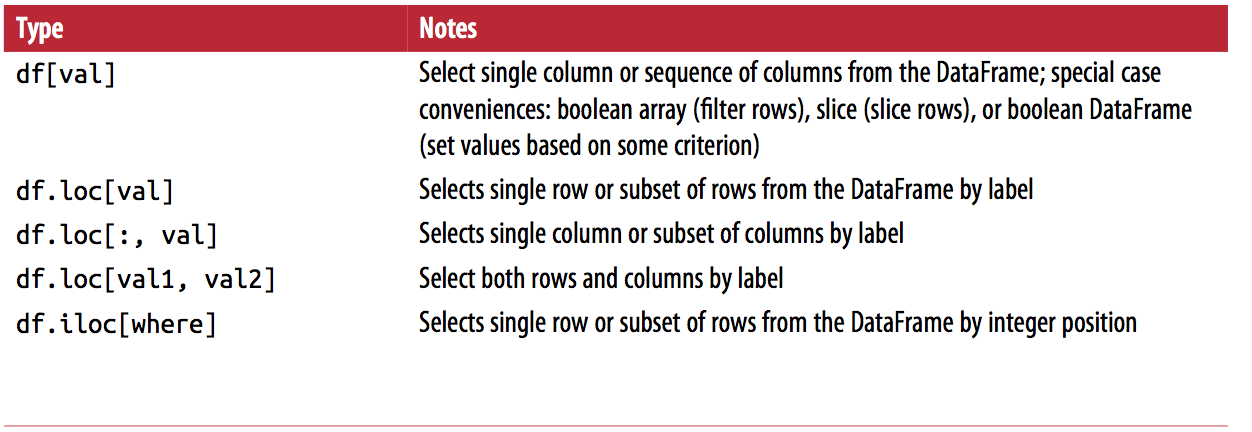 Type Notes
df[val] Select single column or sequence of columns from the DataFrame; special case
conveniences: boolean array (filter rows), slice (slice rows), or boolean DataFrame
(set values based on some criterion)
df.loc[val] Selects single row or subset of rows from the DataFrame by label
df.loc[:, val] Selects single column or subset of columns by label
df.loc[val1, val2] Select both rows and columns by label
df.iloc[where] Selects single row or subset of rows from the DataFrame by integer position